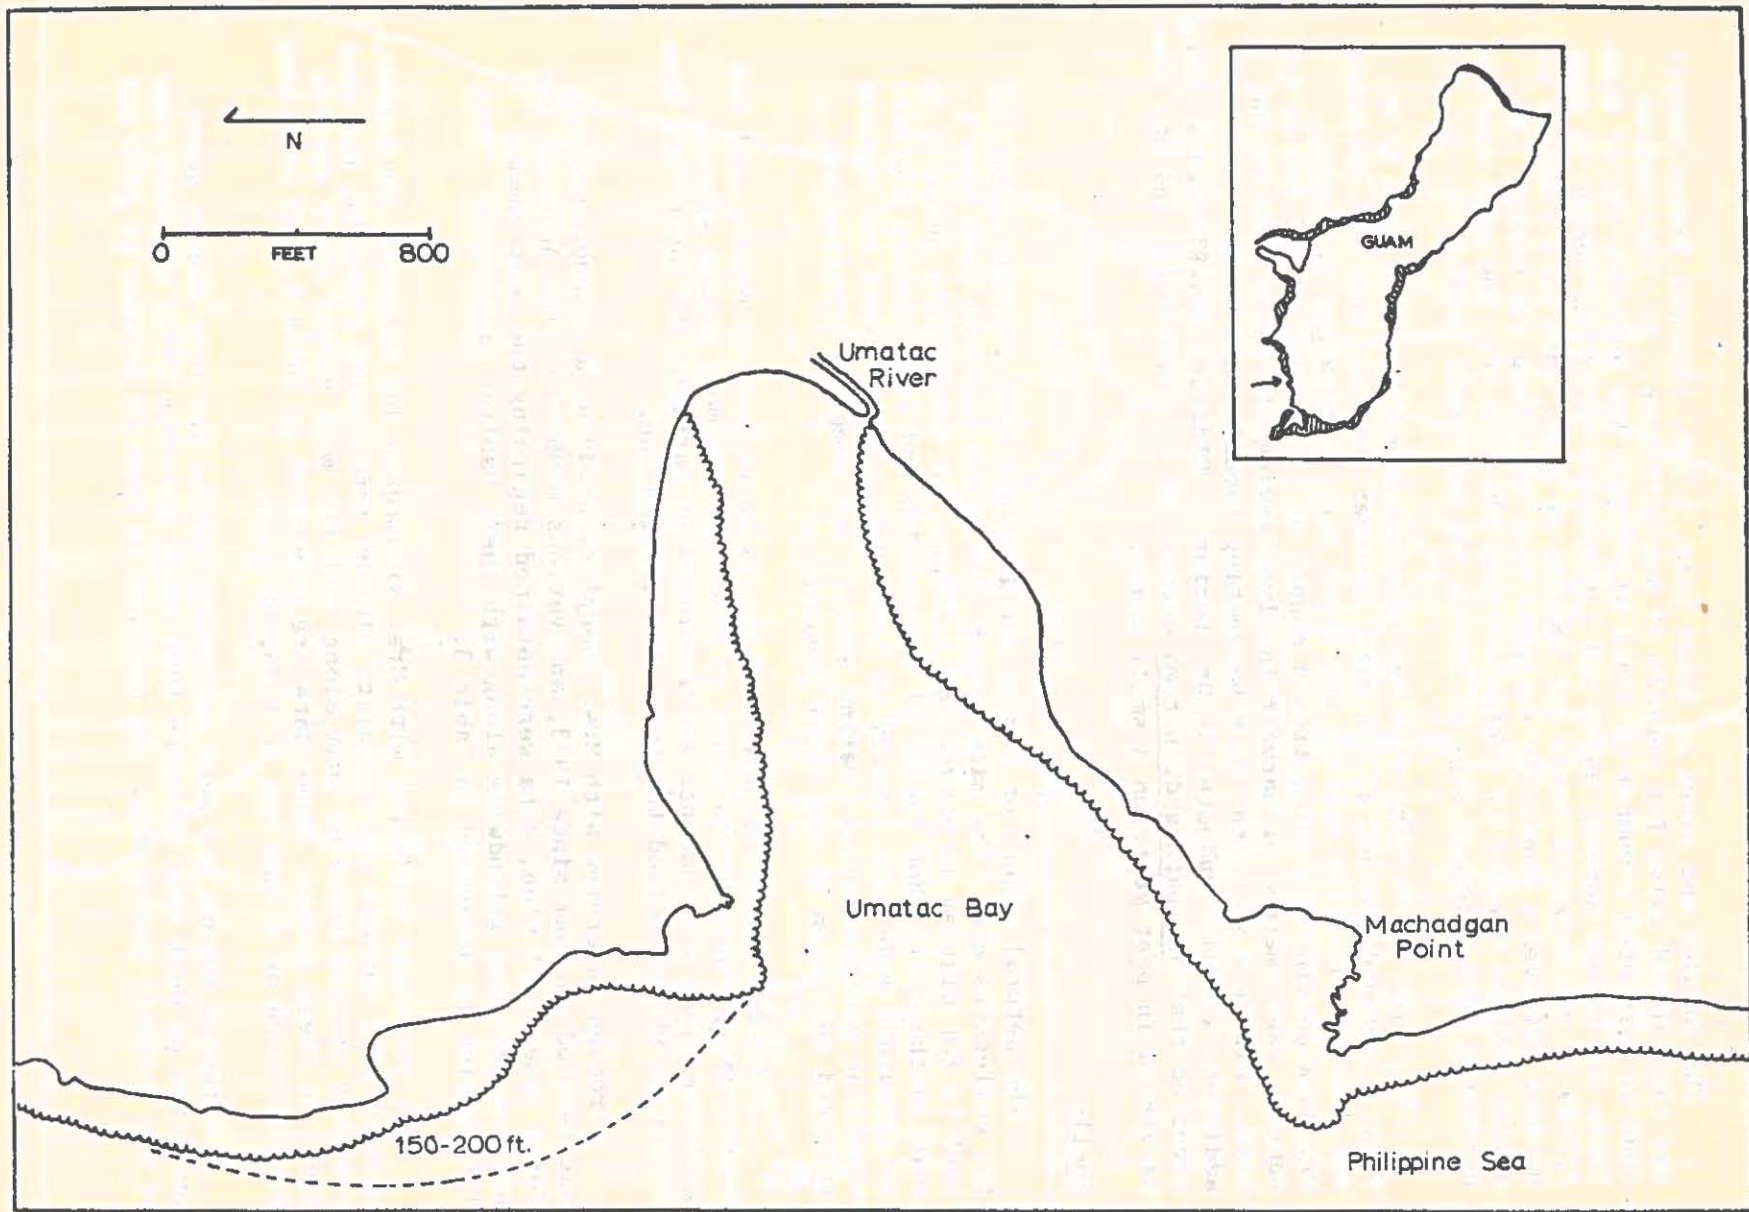 N
0 FEET 800
GUAM
Umatac
River
Umatac Bay
Machadgan
Point
150-200 ft.
Philippine Sea